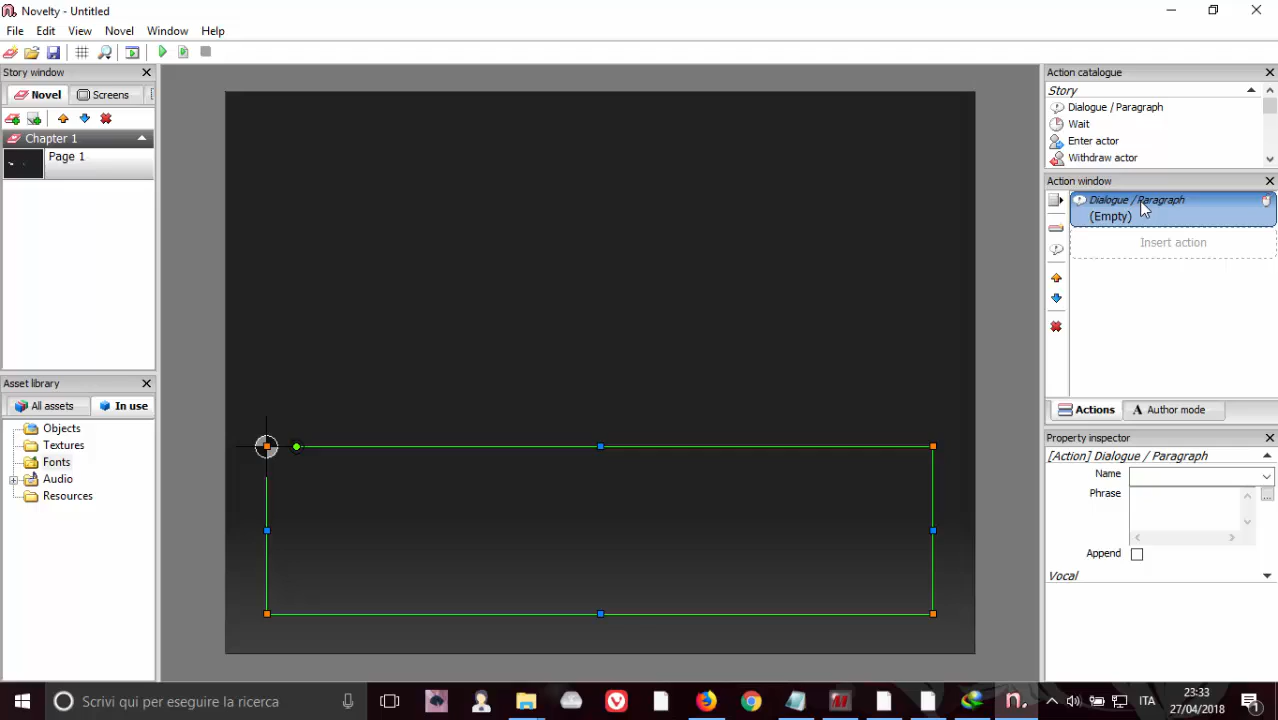 Novelty - Untitled
File Edit View Novel Window Help
Story window
Novel Screens
Chapter 1
Page 1
Asset library
All assets In use
Objects
Textures
Fonts
Audio
Resources
Action catalogue
Story
Dialogue / Paragraph
Wait
Enter actor
Withdraw actor
Action window
Dialogue / Paragraph
(Empty)
Insert action
Actions Author mode
Property inspector
[Action] Dialogue / Paragraph
Name
Phrase
...
Append
Vocal
Scrivi qui per eseguire la ricerca
ITA
23:33
27/04/2018
1